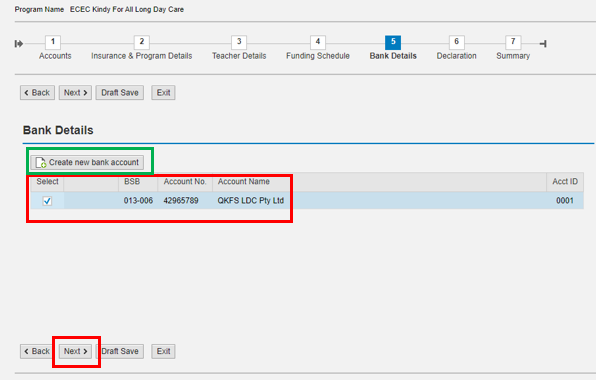 Program Name ECEC Kindy For All Long Day Care
1 2 3 4 5 6 7
Accounts Insurance & Program Details Teacher Details Funding Schedule Bank Details Declaration Summary
Back Next Draft Save Exit
Bank Details
Create new bank account
Select BSB Account No. Account Name Acct ID
013-006 42965789 QKFS LDC Pty Ltd 0001
Back Next Draft Save Exit